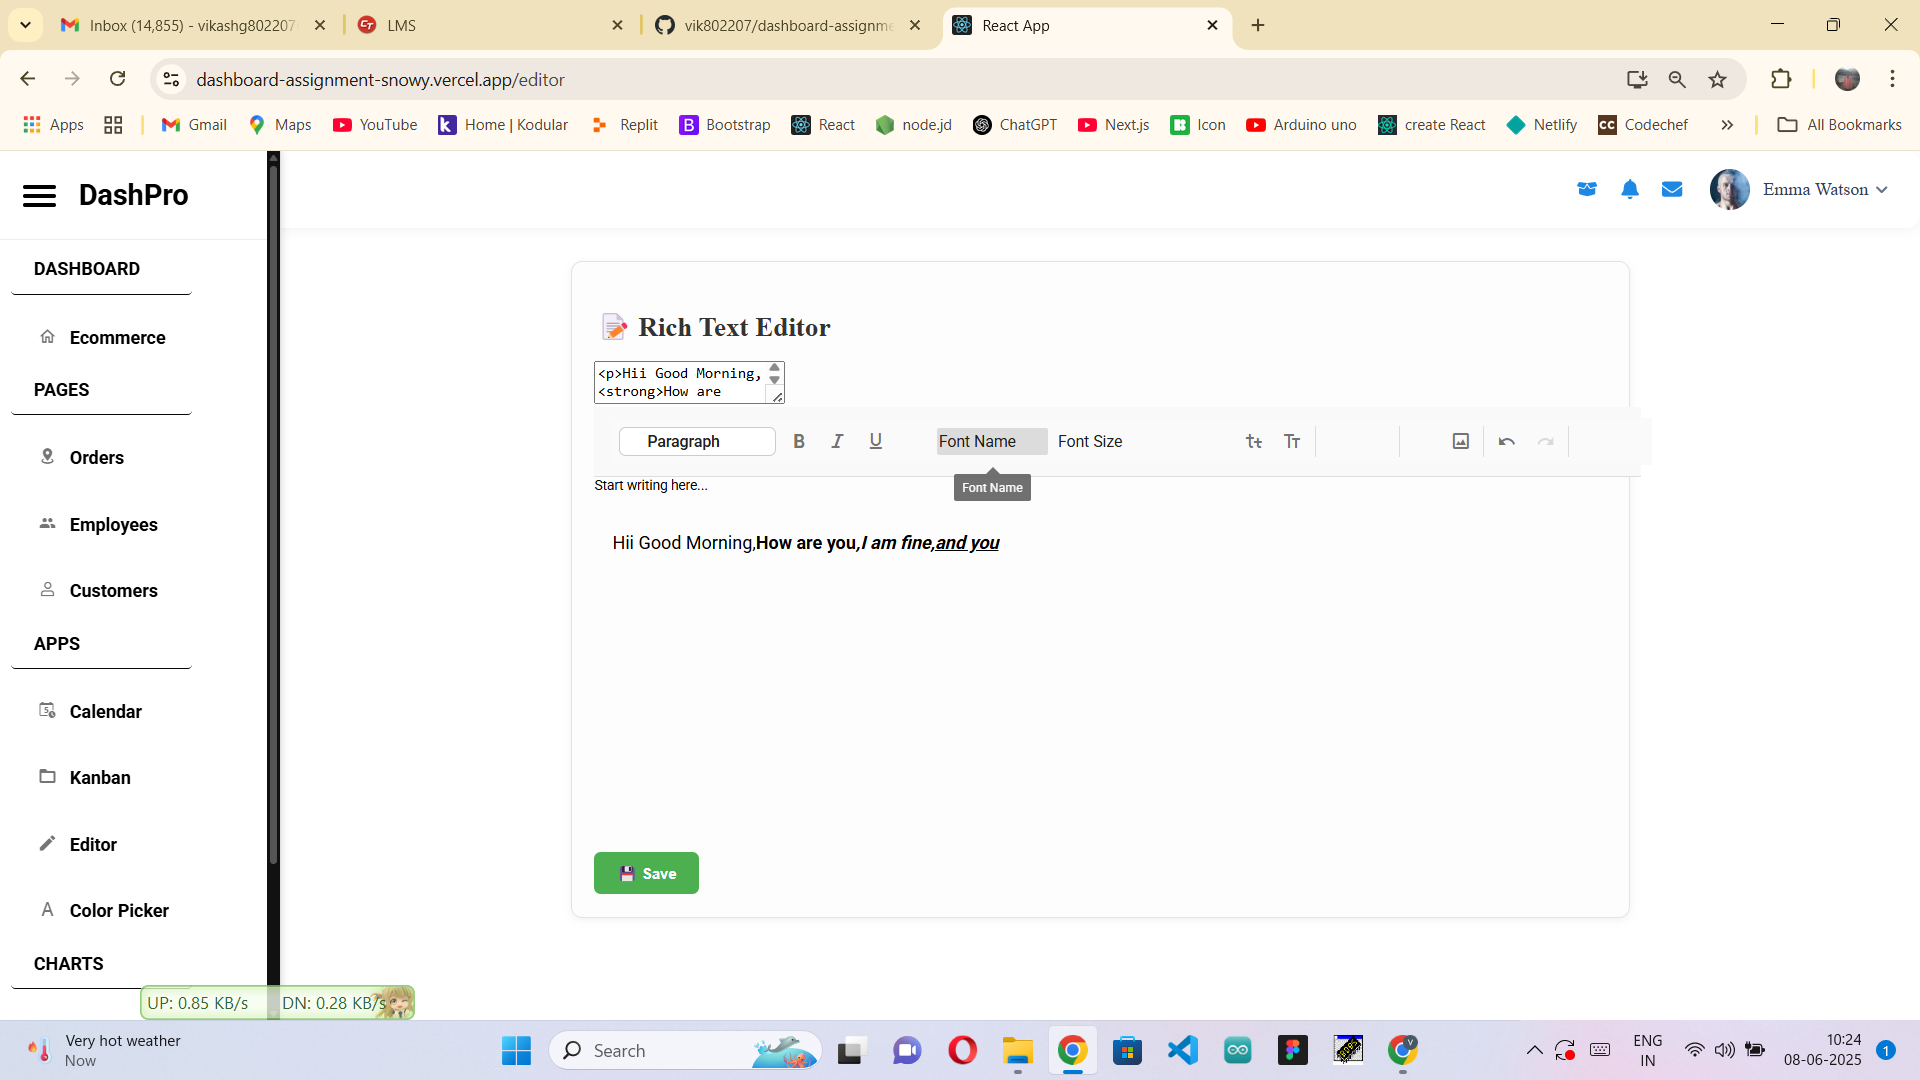 Inbox (14,855) - vikashg802207
LMS
vik802207/dashboard-assignme
React App
dashboard-assignment-snowy.vercel.app/editor
Apps
Gmail
Maps
YouTube
Home | Kodular
Replit
Bootstrap
React
node.jd
ChatGPT
Next.js
Icon
Arduino uno
create React
Netlify
Codechef
All Bookmarks
DashPro
Emma Watson
DASHBOARD
Ecommerce
PAGES
Orders
Employees
Customers
APPS
Calendar
Kanban
Editor
Color Picker
CHARTS
Rich Text Editor
<p>Hii Good Morning,
<strong>How are
Paragraph
B I U
Font Name
Font Size
Font Name
Start writing here...
Hii Good Morning,How are you,I am fine,and you
Save
UP: 0.85 KB/s DN: 0.28 KB/s
Very hot weather
Now
Search
ENG
IN
10:24
08-06-2025
1